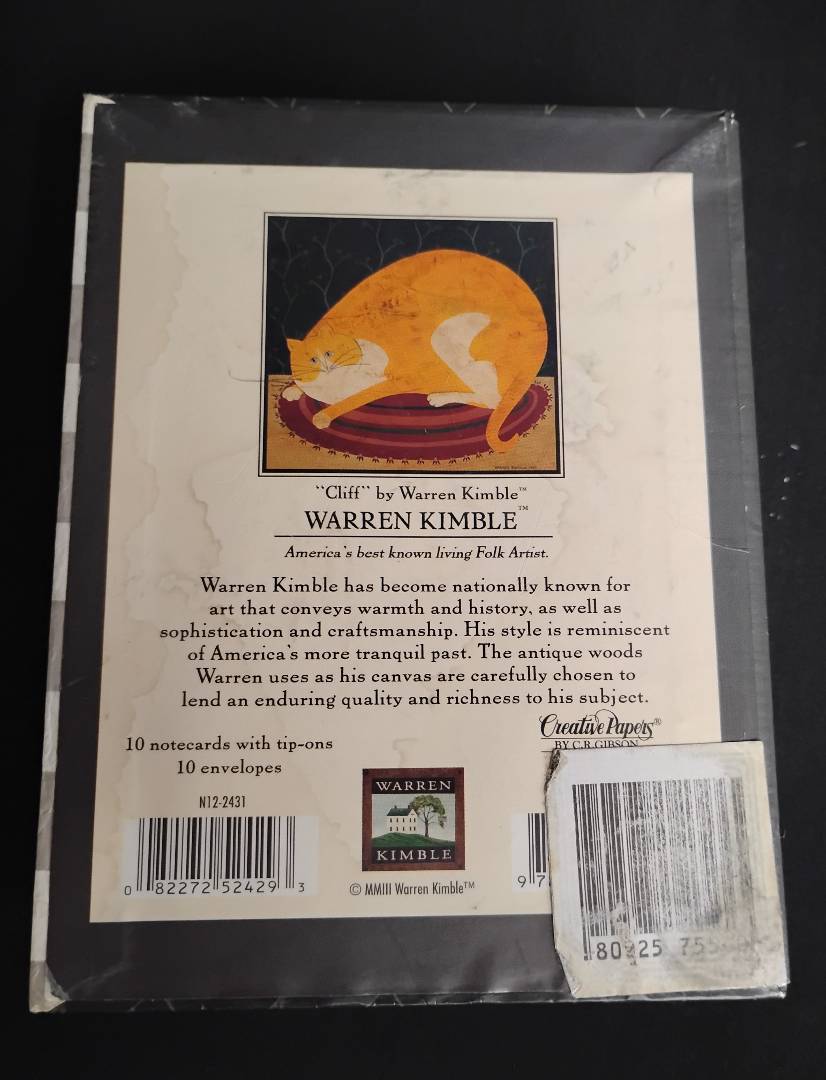 "Cliff" by Warren Kimble™
WARREN KIMBLE™
America's best known living Folk Artist.
Warren Kimble has become nationally known for
art that conveys warmth and history, as well as
sophistication and craftsmanship. His style is reminiscent
of America's more tranquil past. The antique woods
Warren uses as his canvas are carefully chosen to
lend an enduring quality and richness to his subject.
Creative Papers®
BY C.R. GIBSON
10 notecards with tip-ons
10 envelopes
N12-2431
0 82272 52429 3
WARREN
KIMBLE
© MMIII Warren Kimble™
97